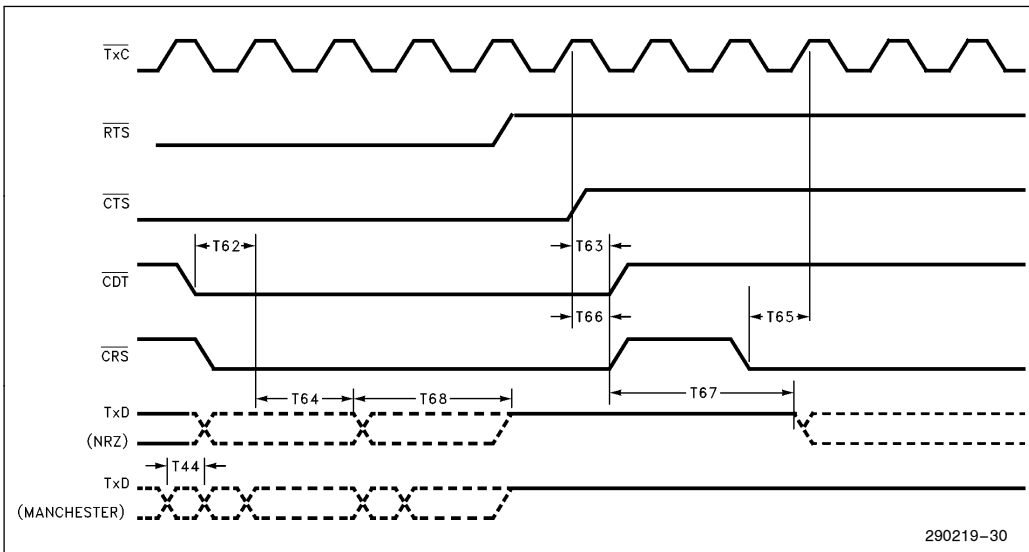 TxC
RTS
CTS
T62
T63
CDT
T66
T65
CRS
T64
T68
T67
TxD
(NRZ)
T44
TxD
(MANCHESTER)
290219-30